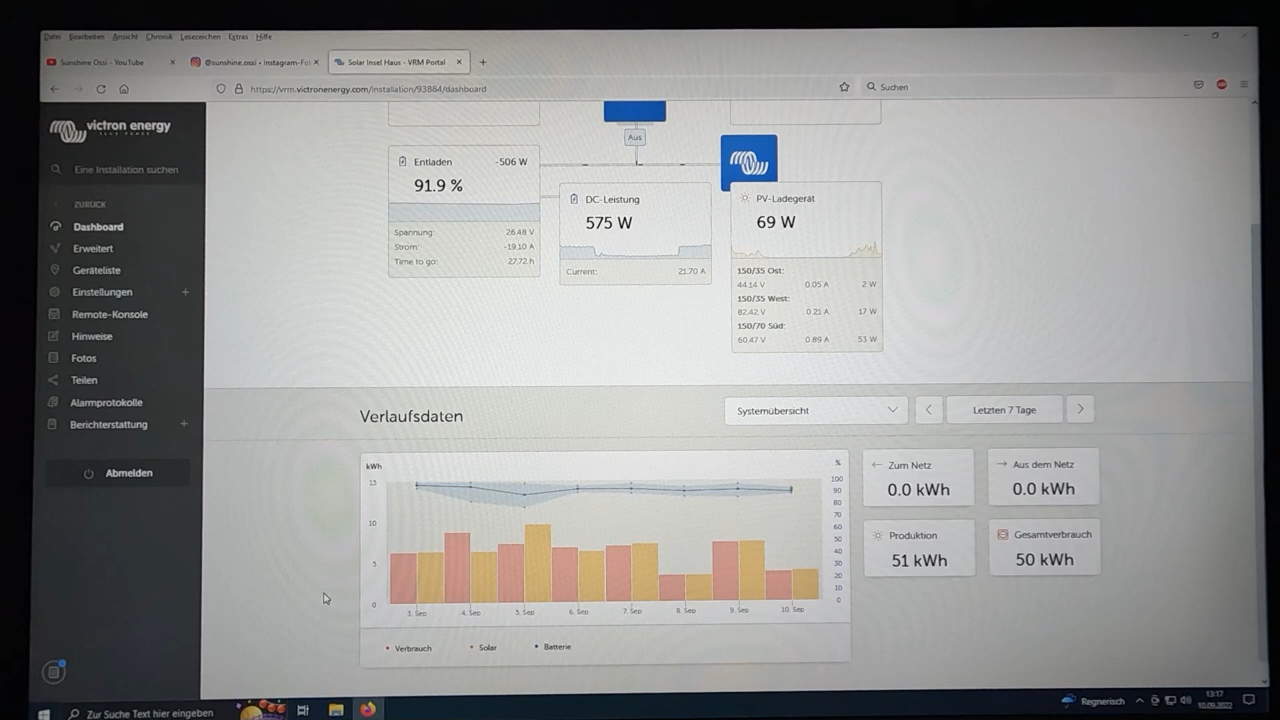 Datei Bearbeiten Ansicht Chronik Lesezeichen Extras Hilfe
Sunshine Ossi - YouTube
@sunshine.ossi • Instagram-Fot
Solar Insel Haus - VRM Portal
https://vrm.victronenergy.com/installation/93884/dashboard
Suchen
victron energy
BLUE POWER
Eine Installation suchen
ZURÜCK
Dashboard
Erweitert
Geräteliste
Einstellungen
Remote-Konsole
Hinweise
Fotos
Teilen
Alarmprotokolle
Berichterstattung
Abmelden
Aus
Entladen -506 W
91.9 %
Spannung: 26.48 V
Strom: -19.10 A
Time to go: 27.72 h
DC-Leistung
575 W
Current: 21.70 A
PV-Ladegerät
69 W
150/35 Ost:
44.14 V 0.05 A 2 W
150/35 West:
82.42 V 0.21 A 17 W
150/70 Süd:
60.47 V 0.89 A 53 W
Verlaufsdaten
Systemübersicht
Letzten 7 Tage
kWh
%
15
10
5
0
100
90
80
70
60
50
40
30
20
10
0
3. Sep 4. Sep 5. Sep 6. Sep 7. Sep 8. Sep 9. Sep 10. Sep
Verbrauch Solar Batterie
Zum Netz
0.0 kWh
Aus dem Netz
0.0 kWh
Produktion
51 kWh
Gesamtverbrauch
50 kWh
Zur Suche Text hier eingeben
Regnerisch
13:17
10.09.2022